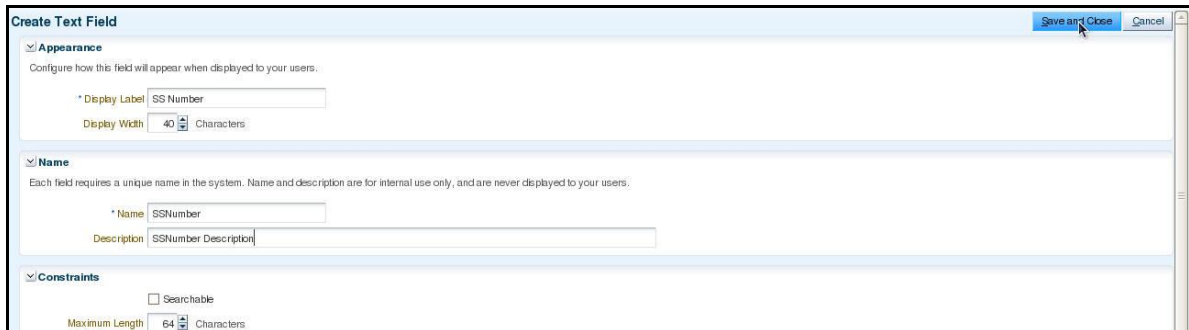 Create Text Field Save and Close Cancel
Appearance
Configure how this field will appear when displayed to your users.
* Display Label SS Number
Display Width 40 Characters
Name
Each field requires a unique name in the system. Name and description are for internal use only, and are never displayed to your users.
* Name SSNumber
Description SSNumber Description
Constraints
Searchable
Maximum Length 64 Characters